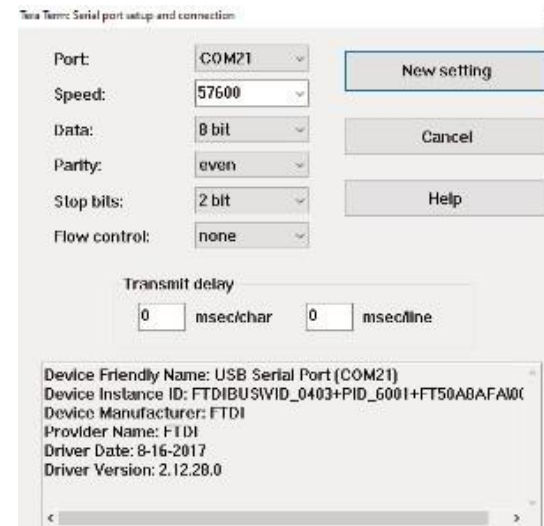 Tera Term: Serial port setup and connection
Port: COM21 New setting
Speed: 57600
Data: 8 bit Cancel
Parity: even
Stop bits: 2 bit Help
Flow control: none
Transmit delay
0 msec/char 0 msec/line
Device Friendly Name: USB Serial Port (COM21)
Device Instance ID: FTDIBUS\VID_0403+PID_6001+FT50A8AFA\00
Device Manufacturer: FTDI
Provider Name: FTDI
Driver Date: 8-16-2017
Driver Version: 2.12.28.0